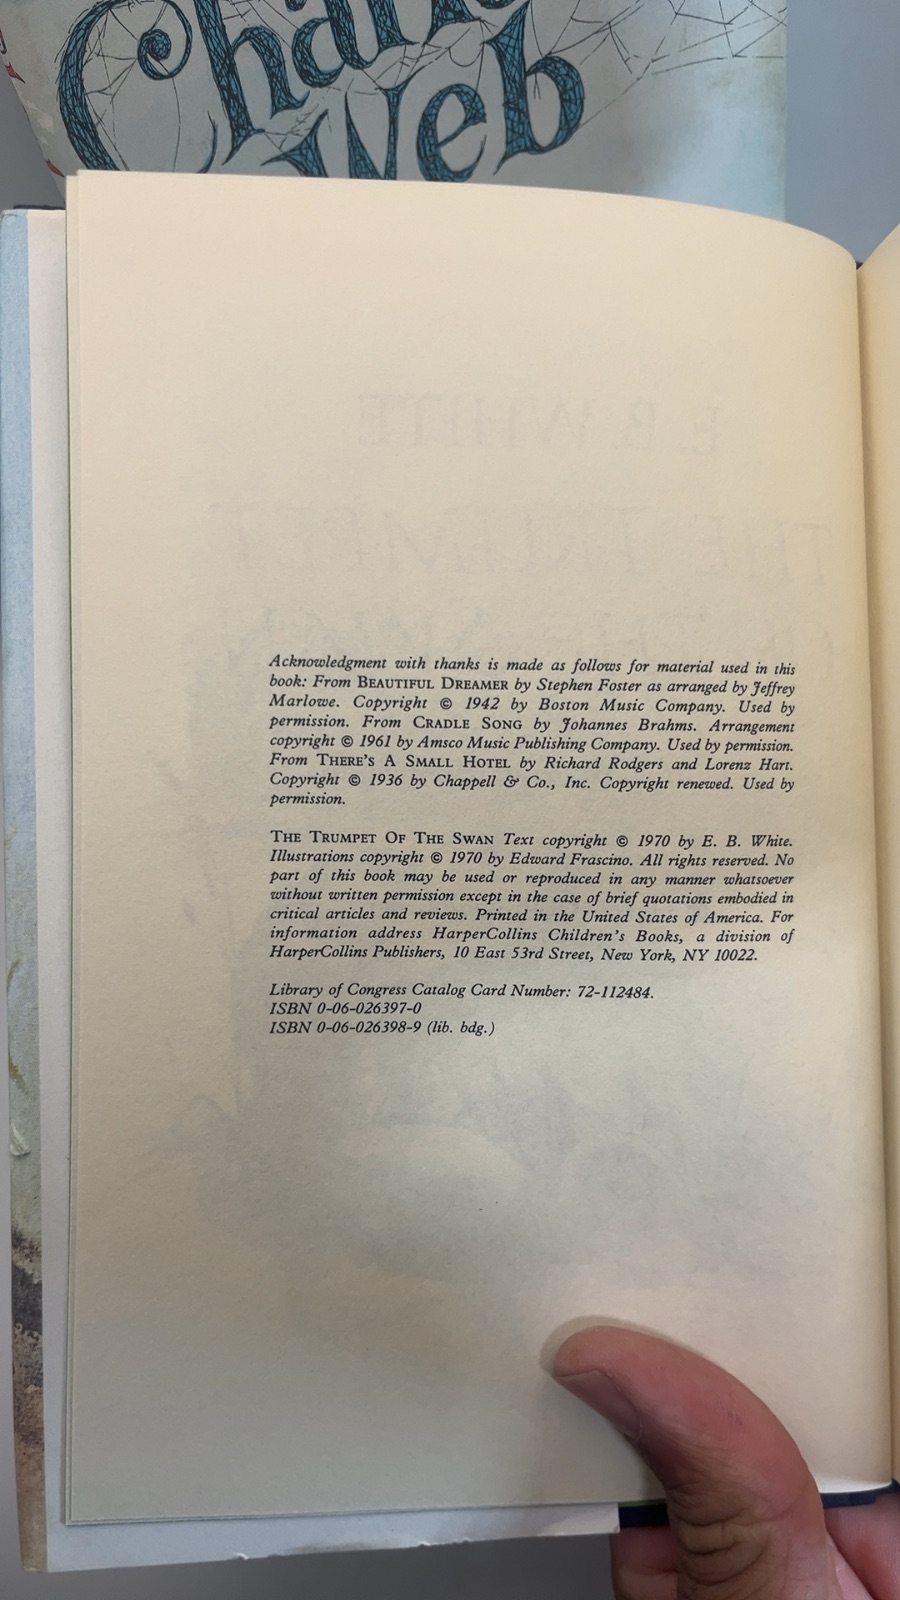 Charlo
Web
E. B. WHITE
THE TRUMPET
Acknowledgment with thanks is made as follows for material used in this
book: From BEAUTIFUL DREAMER by Stephen Foster as arranged by Jeffrey
Marlowe. Copyright © 1942 by Boston Music Company. Used by
permission. From CRADLE SONG by Johannes Brahms. Arrangement
copyright © 1961 by Amsco Music Publishing Company. Used by permission.
From THERE'S A SMALL HOTEL by Richard Rodgers and Lorenz Hart.
Copyright © 1936 by Chappell & Co., Inc. Copyright renewed. Used by
permission.
THE TRUMPET OF THE SWAN Text copyright © 1970 by E. B. White.
Illustrations copyright © 1970 by Edward Frascino. All rights reserved. No
part of this book may be used or reproduced in any manner whatsoever
without written permission except in the case of brief quotations embodied in
critical articles and reviews. Printed in the United States of America. For
information address HarperCollins Children's Books, a division of
HarperCollins Publishers, 10 East 53rd Street, New York, NY 10022.
Library of Congress Catalog Card Number: 72-112484.
ISBN 0-06-026397-0
ISBN 0-06-026398-9 (lib. bdg.)